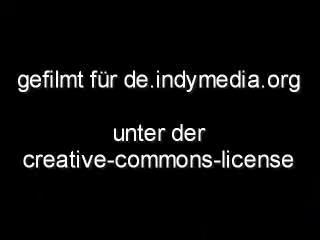 gefilmt für de.indymedia.org
unter der
creative-commons-license